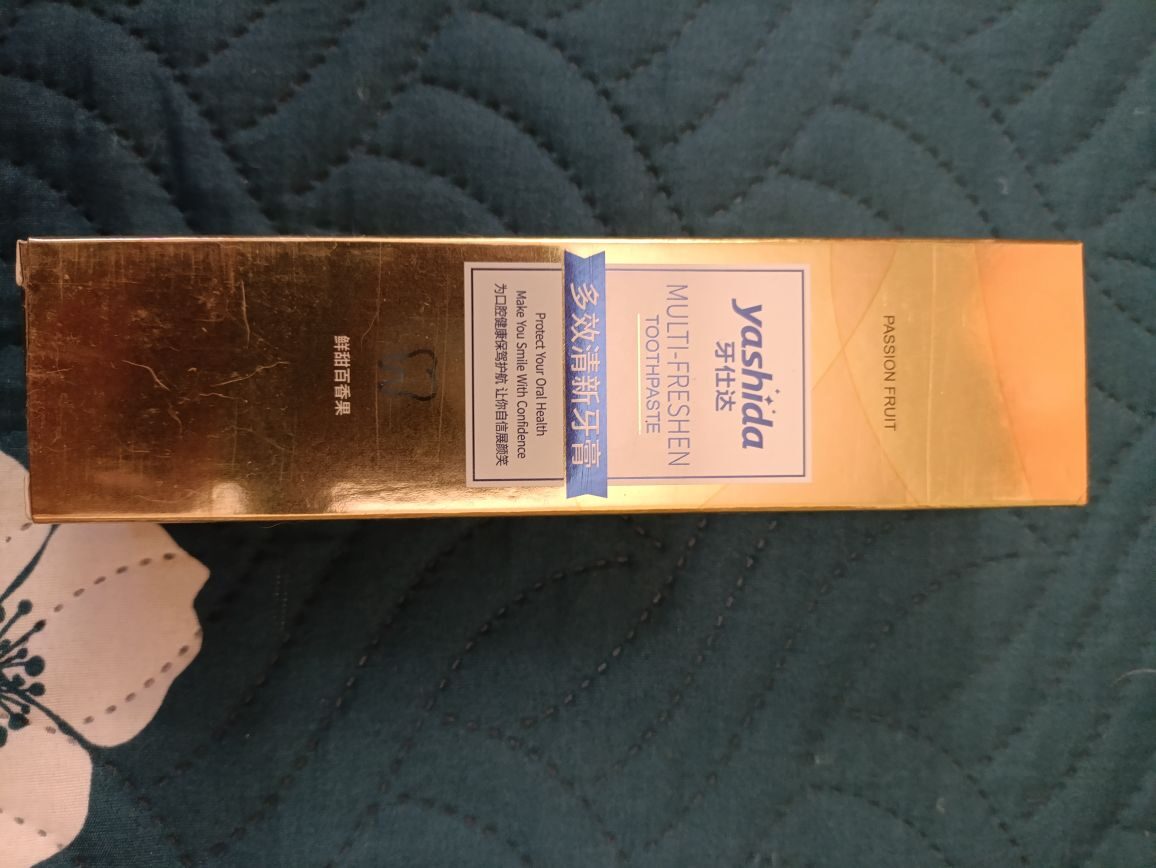 PASSION FRUIT
yashida
牙仕达
MULTI-FRESHEN
TOOTHPASTE
多效清新牙膏
Protect Your Oral Health
Make You Smile With Confidence
为口腔健康保驾护航 让你自信展颜笑
鲜甜百香果